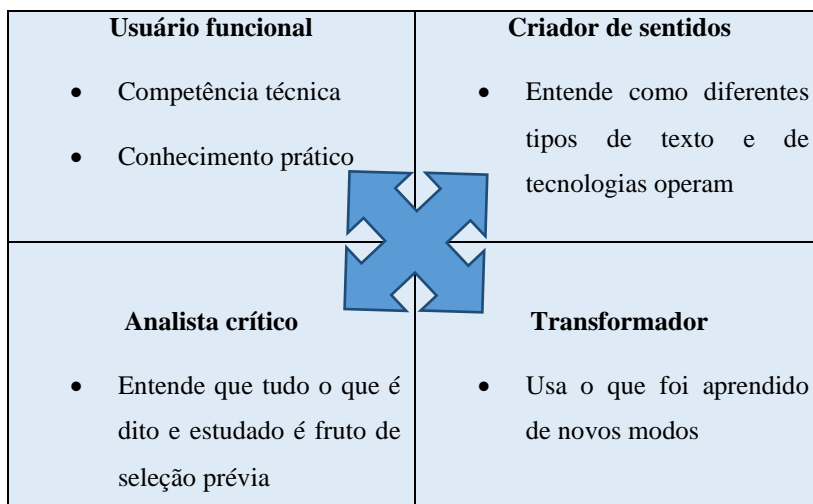 Usuário funcional
• Competência técnica
• Conhecimento prático
Criador de sentidos
• Entende como diferentes
tipos de texto e de
tecnologias operam
Analista crítico
• Entende que tudo o que é
dito e estudado é fruto de
seleção prévia
Transformador
• Usa o que foi aprendido
de novos modos